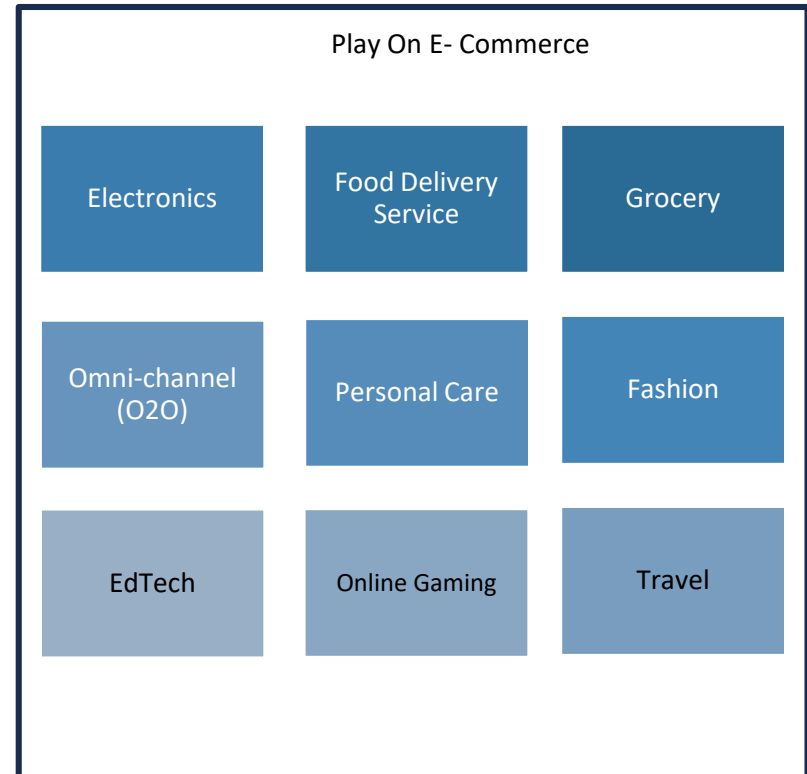 Play On E- Commerce
Electronics
Food Delivery
Service
Grocery
Omni-channel
(O2O)
Personal Care
Fashion
EdTech
Online Gaming
Travel